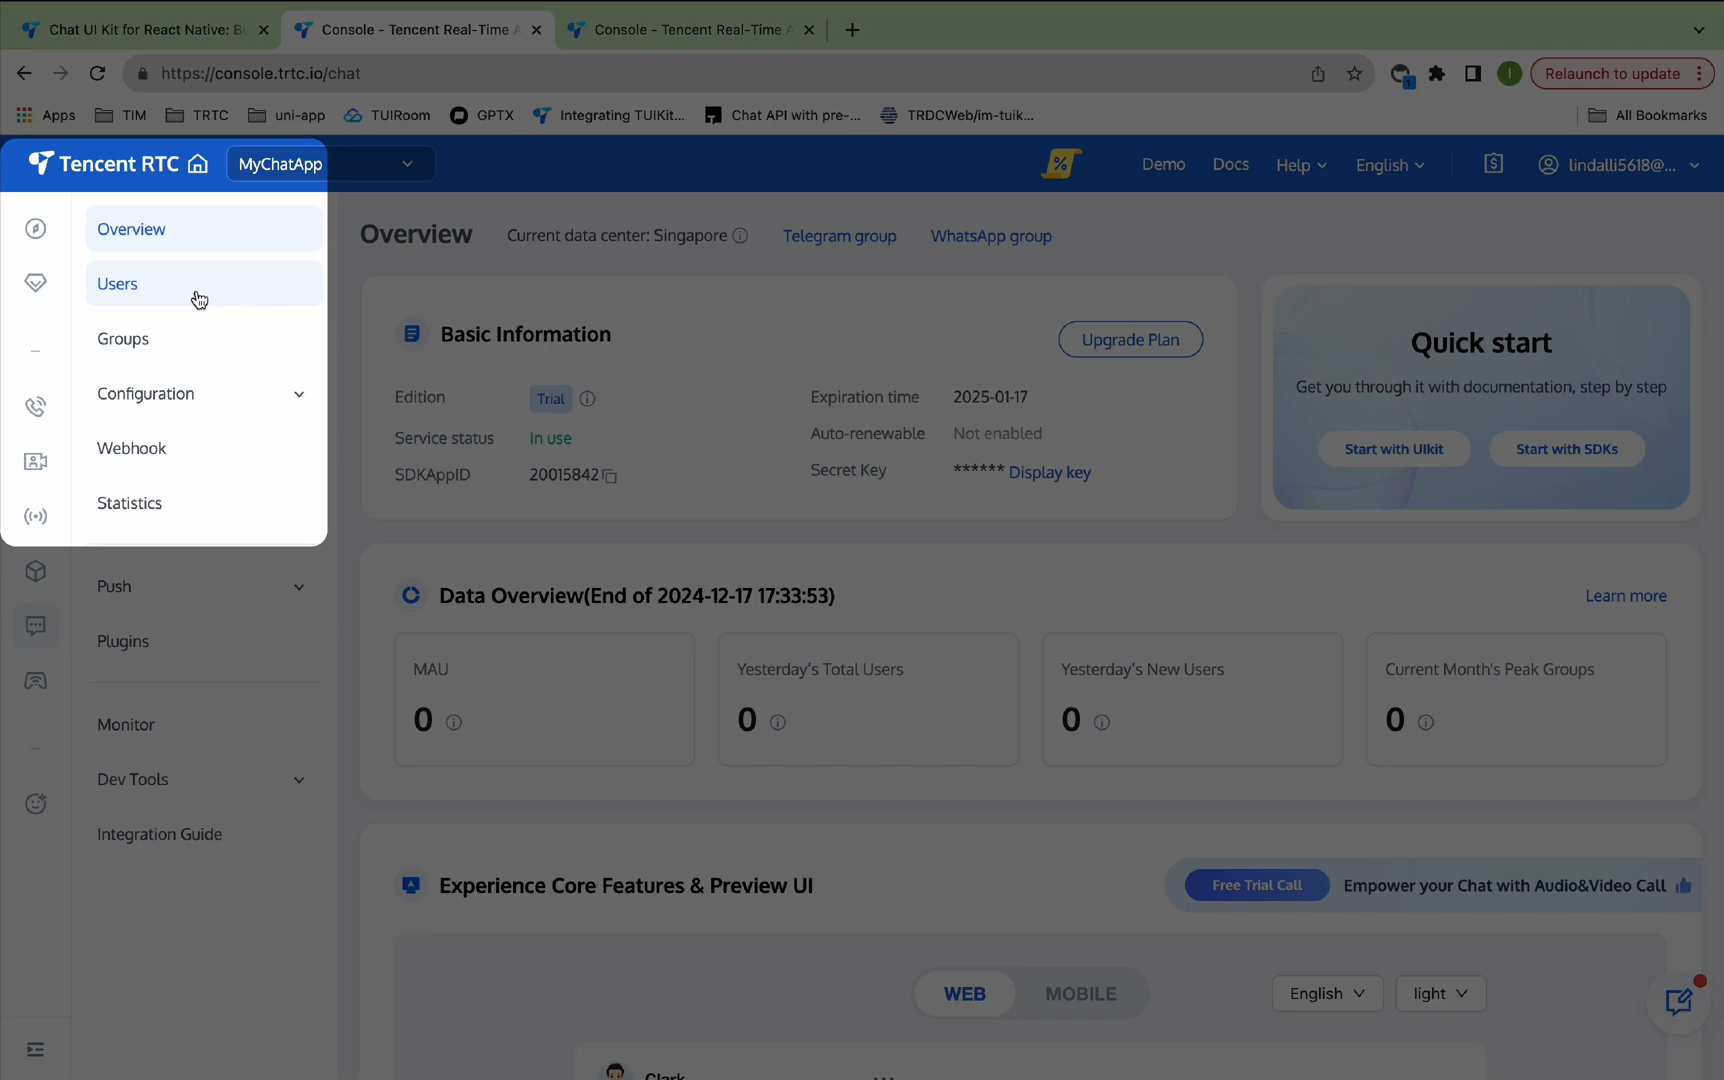 Chat UI Kit for React Native: B
Console - Tencent Real-Time A
Console - Tencent Real-Time A
https://console.trtc.io/chat
1
I
Relaunch to update
Apps
TIM
TRTC
uni-app
TUIRoom
GPTX
Integrating TUIKit...
Chat API with pre-...
TRDCWeb/im-tuik...
All Bookmarks
Tencent RTC
MyChatApp
Demo
Docs
Help
English
lindalli5618@...
Overview
Users
Groups
Configuration
Webhook
Statistics
Push
Plugins
Monitor
Dev Tools
Integration Guide
Overview
Current data center: Singapore
Telegram group
WhatsApp group
Basic Information
Upgrade Plan
Edition
Trial
Expiration time
2025-01-17
Service status
In use
Auto-renewable
Not enabled
SDKAppID
20015842
Secret Key
****** Display key
Quick start
Get you through it with documentation, step by step
Start with UIkit
Start with SDKs
Data Overview(End of 2024-12-17 17:33:53)
Learn more
MAU
0
Yesterday's Total Users
0
Yesterday's New Users
0
Current Month's Peak Groups
0
Experience Core Features & Preview UI
Free Trial Call
Empower your Chat with Audio&Video Call
WEB
MOBILE
English
light
Clark